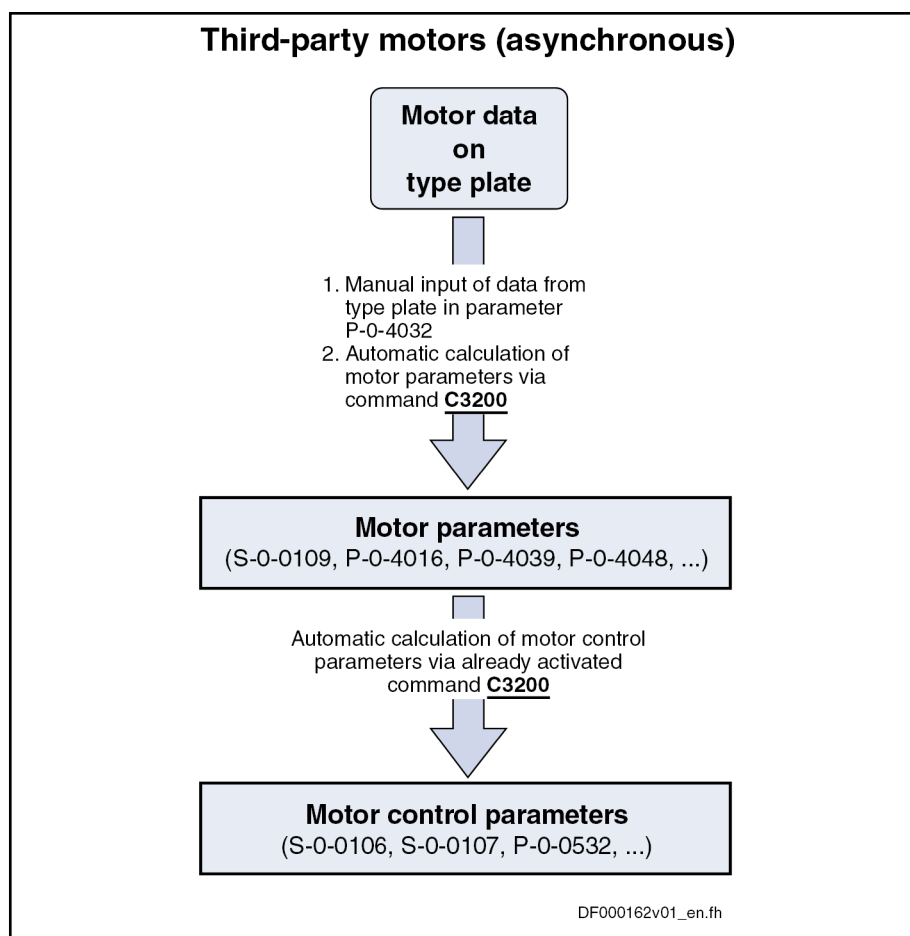 Third-party motors (asynchronous)
Motor data
on
type plate
1. Manual input of data from
type plate in parameter
P-0-4032
2. Automatic calculation of
motor parameters via
command C3200
Motor parameters
(S-0-0109, P-0-4016, P-0-4039, P-0-4048, ...)
Automatic calculation of motor control
parameters via already activated
command C3200
Motor control parameters
(S-0-0106, S-0-0107, P-0-0532, ...)
DF000162v01_en.fh